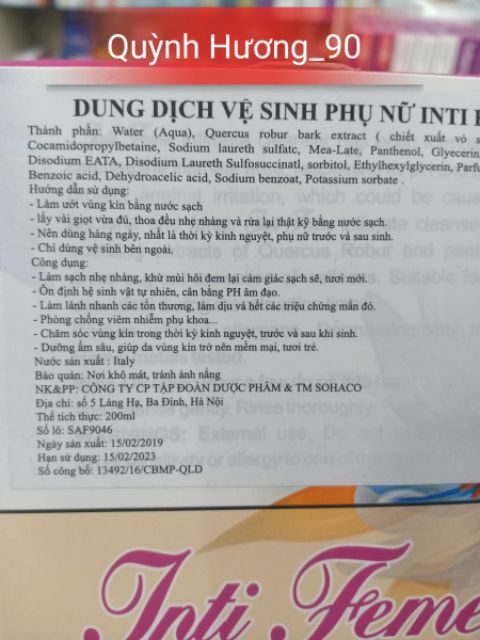 Quỳnh Hương_90
DUNG DỊCH VỆ SINH PHỤ NỮ INTI
Thành phần: Water (Aqua), Quercus robur bark extract ( chiết xuất vỏ
Cocamidopropylbetaine, Sodium laureth sulfatc, Mea-Late, Panthenol, Glycerin
Disodium EATA, Disodium Laureth Sulfosuccinatl, sorbitol, Ethylhexylglycerin, Parf
Benzoic acid, Dehydroacelic acid, Sodium benzoat, Potassium sorbate .
Hướng dẫn sử dụng:
- Làm ướt vùng kín bằng nước sạch
- lấy vài giọt vừa đủ, thoa đều nhẹ nhàng và rửa lại thật kỹ bằng nước sạch.
- Nên dùng hàng ngày, nhất là thời kỳ kinh nguyệt, phụ nữ trước và sau sinh.
- Chỉ dùng vệ sinh bên ngoài.
Công dụng:
- Làm sạch nhẹ nhàng, khử mùi hôi đem lại cảm giác sạch sẽ, tươi mới.
- Ổn định hệ sinh vật tự nhiên, cân bằng PH âm đạo.
- Làm lành nhanh các tổn thương, làm dịu và hết các triệu chứng mẩn đỏ.
- Phòng chống viêm nhiễm phụ khoa...
- Chăm sóc vùng kín trong thời kỳ kinh nguyệt, trước và sau khi sinh.
- Dưỡng ẩm sâu, giúp da vùng kín trở nên mềm mại, tươi trẻ.
Nước sản xuất : Italy
Bảo quản: Nơi khô mát, tránh ánh nắng
NK&PP: CÔNG TY CP TẬP ĐOÀN DƯỢC PHẨM & TM SOHACO
Địa chỉ: số 5 Láng Hạ, Ba Đình, Hà Nội
Thể tích thực: 200ml
Số lô: SAF9046
Ngày sản xuất: 15/02/2019
Hạn sử dụng: 15/02/2023
Số công bố: 13492/16/CBMP-QLD
Inti Feme